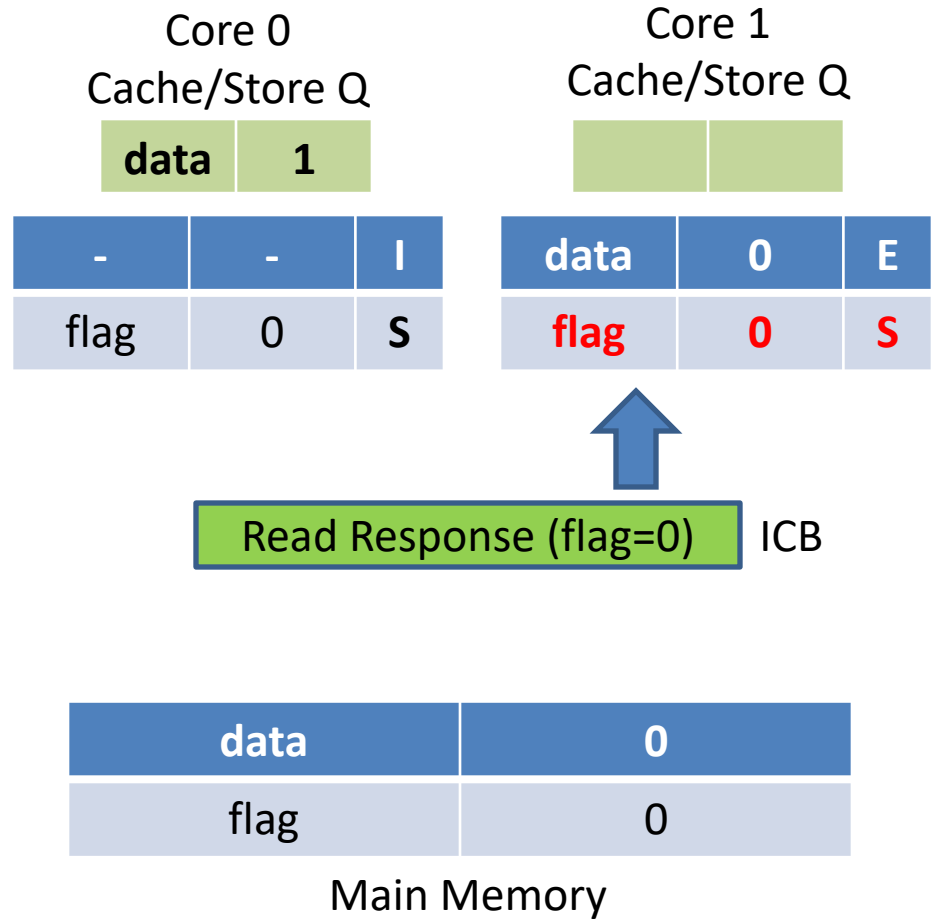 Core 0
Cache/Store Q
Core 1
Cache/Store Q
data 1
- - I
flag 0 S
data 0 E
flag 0 S
Read Response (flag=0)
ICB
data 0
flag 0
Main Memory